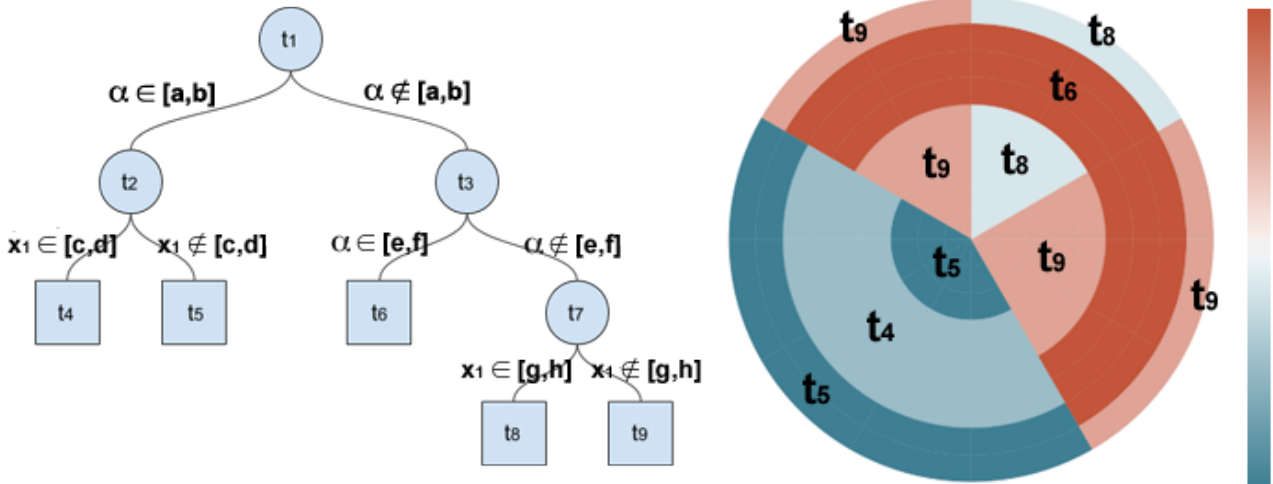 t1
α ∈ [a,b]
α ∉ [a,b]
t2
t3
x1 ∈ [c,d]
x1 ∉ [c,d]
α ∈ [e,f]
α ∉ [e,f]
t4
t5
t6
t7
x1 ∈ [g,h]
x1 ∉ [g,h]
t8
t9
t9
t8
t6
t9
t8
t5
t9
t9
t4
t5